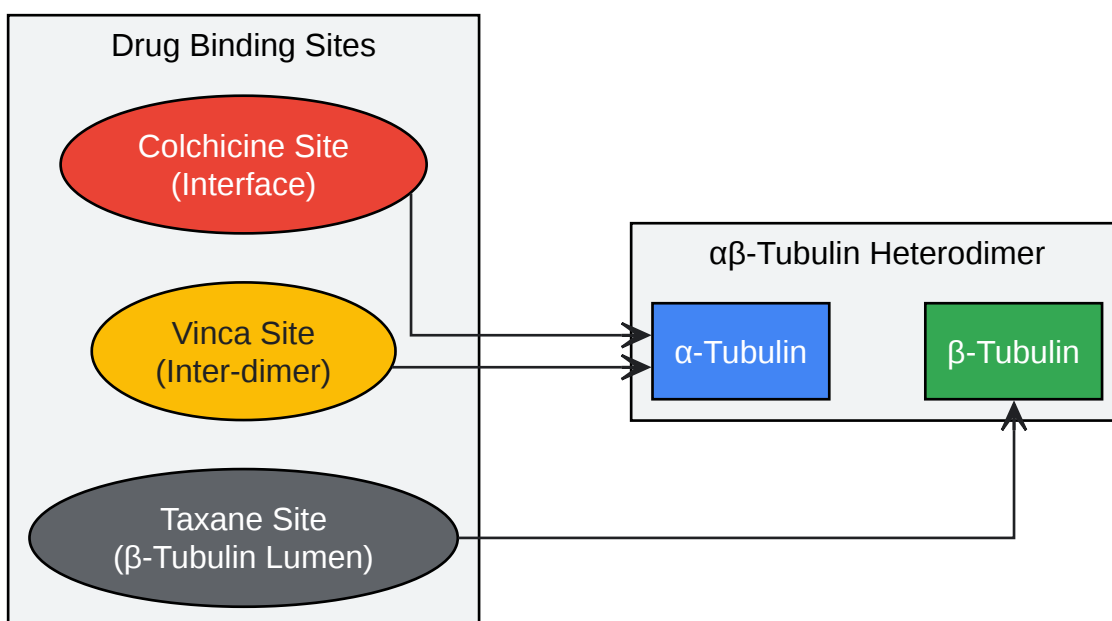 Drug Binding Sites
Colchicine Site
(Interface)
Vinca Site
(Inter-dimer)
Taxane Site
(β-Tubulin Lumen)
αβ-Tubulin Heterodimer
α-Tubulin
β-Tubulin